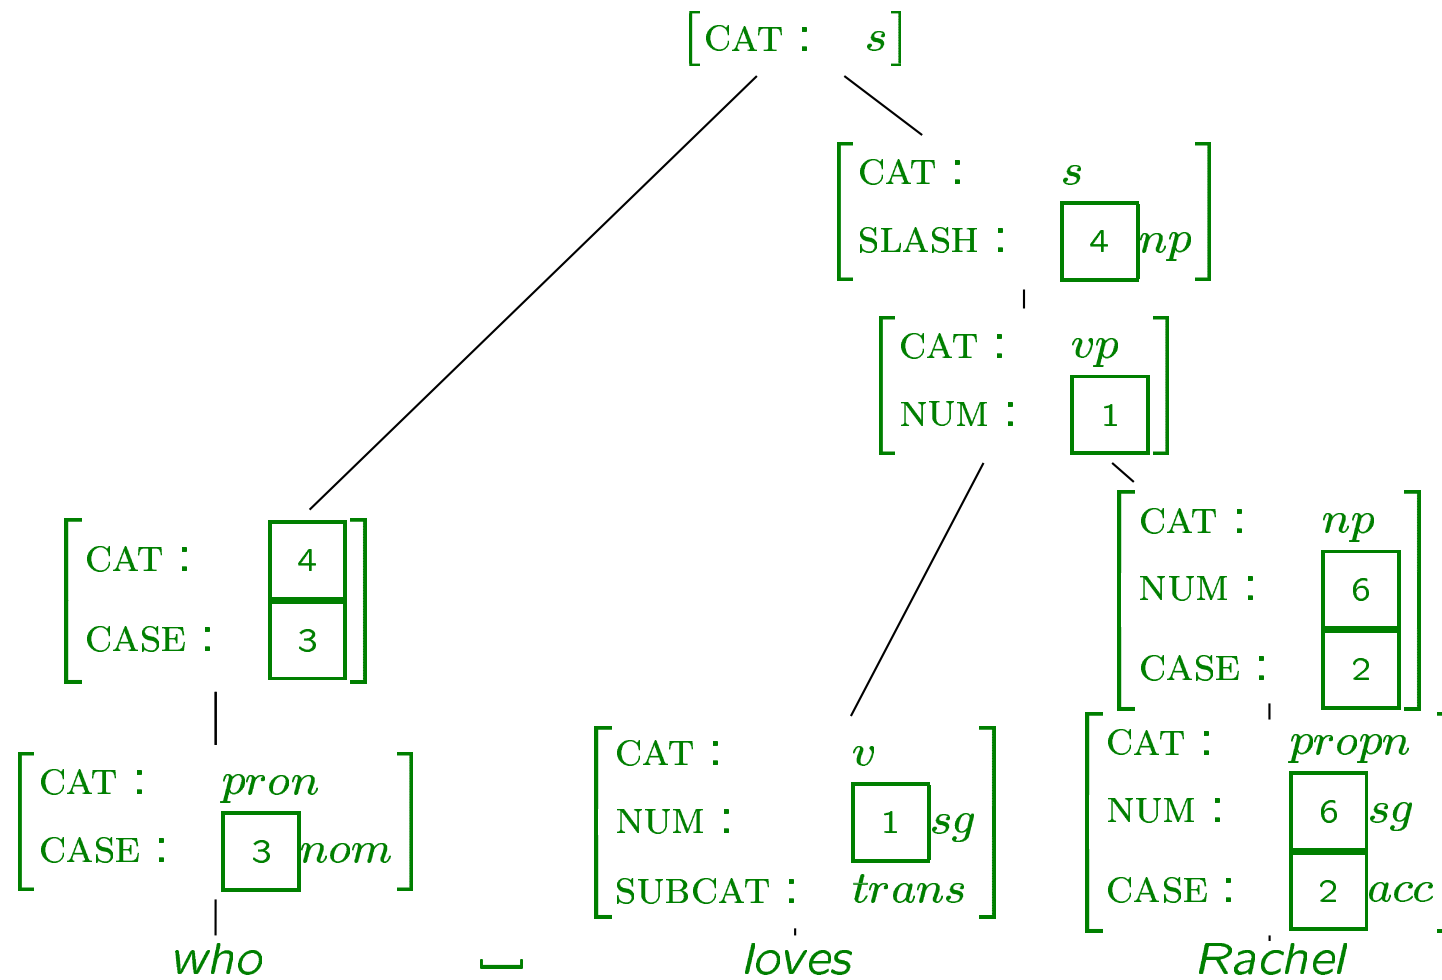 CAT : s
CAT : s
SLASH : 4 np
CAT : vp
NUM : 1
CAT : 4
CASE : 3
CAT : np
NUM : 6
CASE : 2
CAT : pron
CASE : 3 nom
CAT : v
NUM : 1 sg
SUBCAT : trans
CAT : propn
NUM : 6 sg
CASE : 2 acc
who ␣ loves Rachel